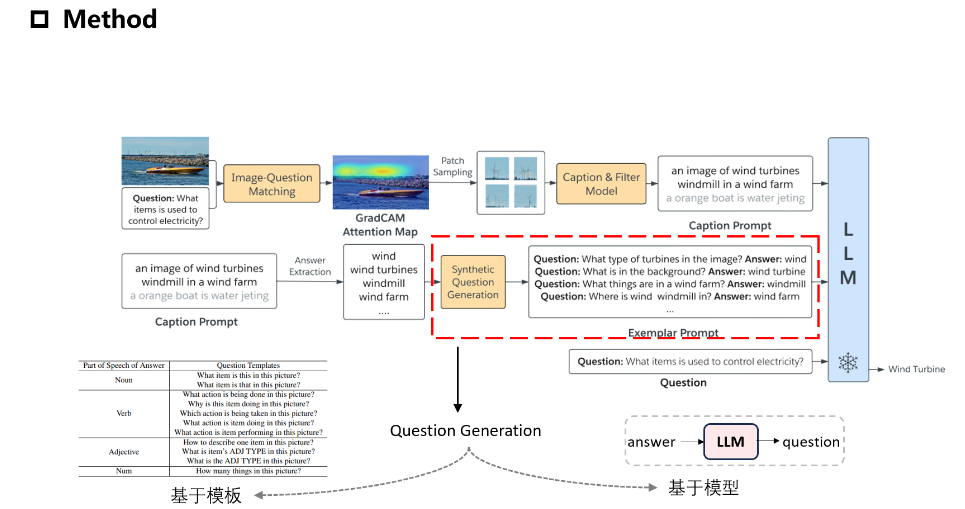 Method
Question: What
items is used to
control electricity?
Image-Question
Matching
GradCAM
Attention Map
Patch
Sampling
Caption & Filter
Model
an image of wind turbines
windmill in a wind farm
a orange boat is water jeting
Caption Prompt
LLM
an image of wind turbines
windmill in a wind farm
a orange boat is water jeting
Caption Prompt
Answer
Extraction
wind
wind turbines
windmill
wind farm
....
Synthetic
Question
Generation
Question: What type of turbines in the image? Answer: wind
Question: What is in the background? Answer: wind turbine
Question: What things are in a wind farm? Answer: windmill
Question: Where is wind windmill in? Answer: wind farm
...
Exemplar Prompt
Question: What items is used to control electricity?
Question
Wind Turbine
Part of Speech of Answer Question Templates
Noun
What item is this in this picture?
What item is that in this picture?
Verb
What action is being done in this picture?
Why is this item doing in this picture?
Which action is being taken in this picture?
What action is item doing in this picture?
What action is item performing in this picture?
Adjective
How to describe one item in this picture?
What is item's ADJ TYPE in this picture?
What is the ADJ TYPE in this picture?
Num How many things in this picture?
Question Generation
answer LLM question
基于模板
基于模型